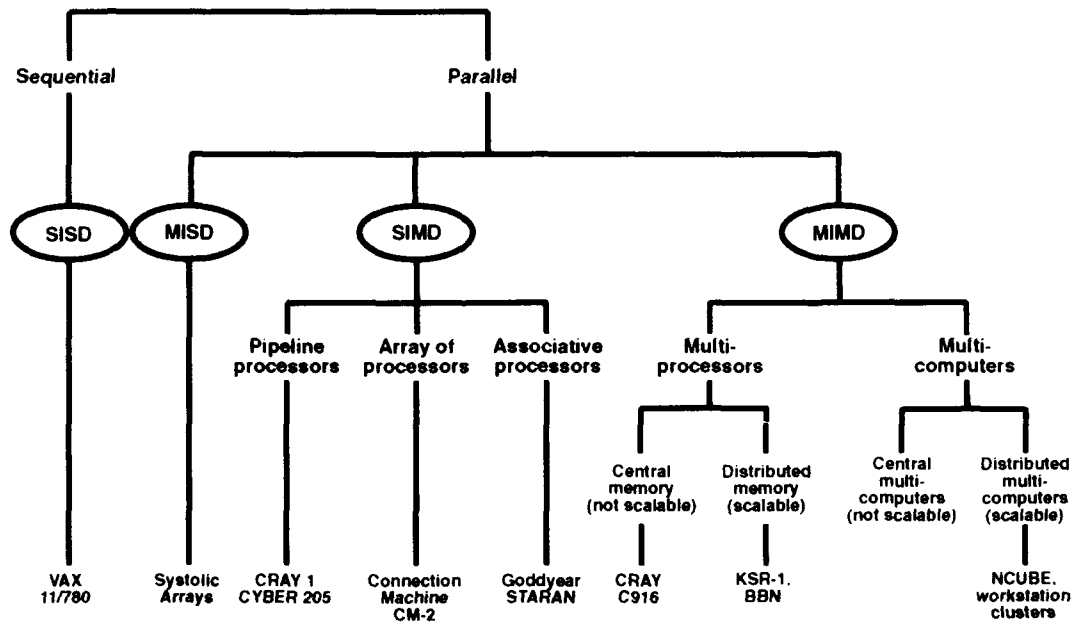 Sequential
Parallel
SISD
MISD
SIMD
MIMD
Pipeline
processors
Array of
processors
Associative
processors
Multi-
processors
Multi-
computers
Central
memory
(not scalable)
Distributed
memory
(scalable)
Central
multi-
computers
(not scalable)
Distributed
multi-
computers
(scalable)
VAX
11/780
Systolic
Arrays
CRAY 1
CYBER 205
Connection
Machine
CM-2
Goddyear
STARAN
CRAY
C916
KSR-1.
BBN
NCUBE.
workstation
clusters